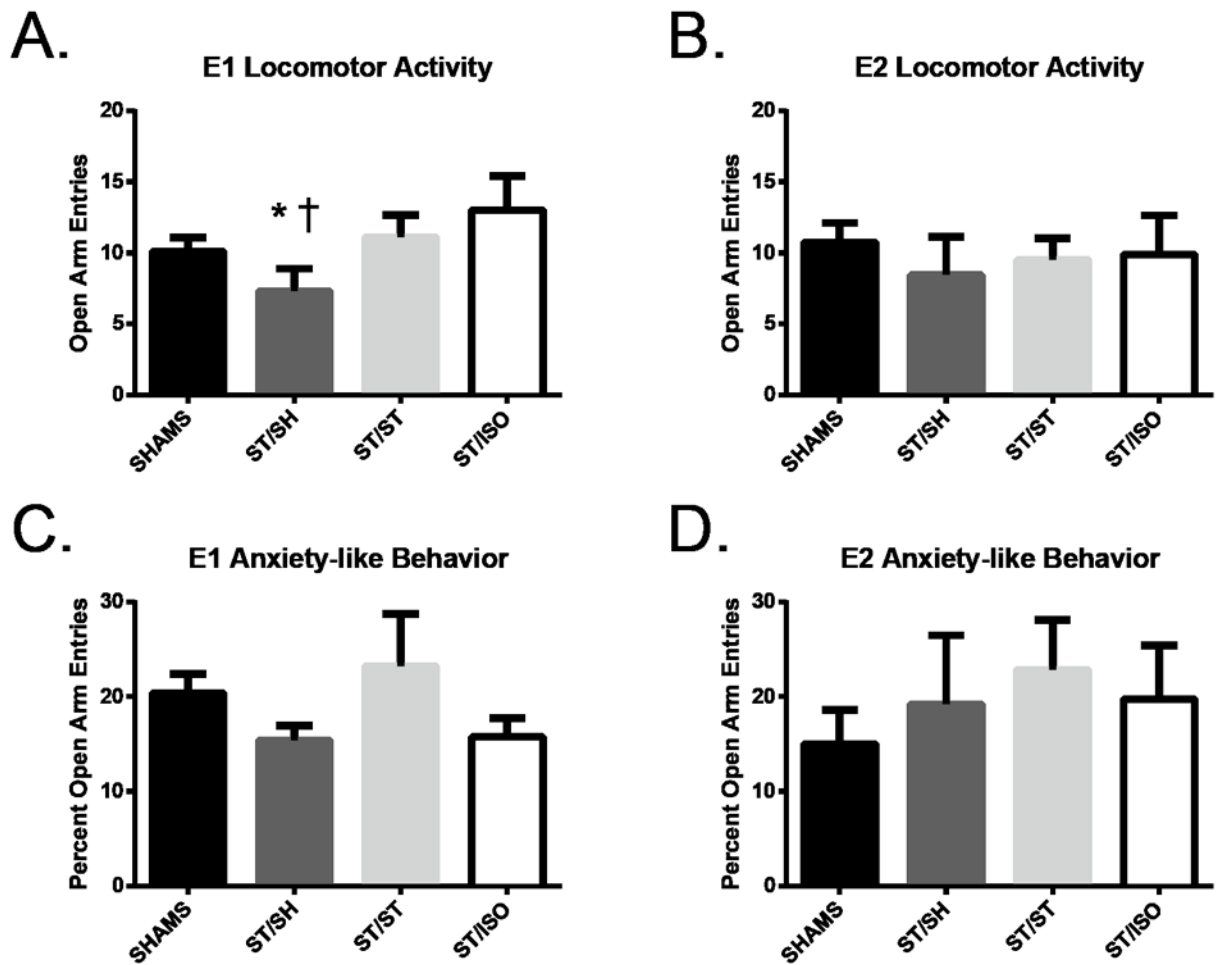 A.
E1 Locomotor Activity
Open Arm Entries
20
15
10
5
0
* †
SHAMS
ST/SH
ST/ST
ST/ISO
B.
E2 Locomotor Activity
Open Arm Entries
20
15
10
5
0
SHAMS
ST/SH
ST/ST
ST/ISO
C.
E1 Anxiety-like Behavior
Percent Open Arm Entries
30
20
10
0
SHAMS
ST/SH
ST/ST
ST/ISO
D.
E2 Anxiety-like Behavior
Percent Open Arm Entries
30
20
10
0
SHAMS
ST/SH
ST/ST
ST/ISO